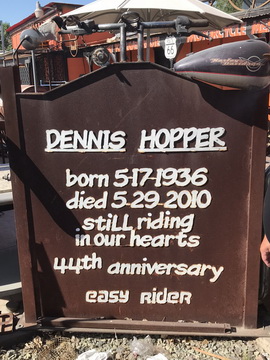 66
DENNIS HOPPER
born 5-17-1936
died 5-29-2010
still riding
in our hearts
44th anniversary
easy Rider